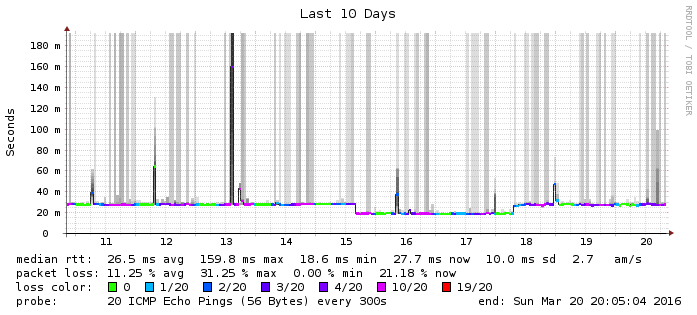 Last 10 Days
RRDTOOL / TOBI OETIKER
Seconds
180 m
160 m
140 m
120 m
100 m
80 m
60 m
40 m
20 m
0
11 12 13 14 15 16 17 18 19 20
median rtt: 26.5 ms avg 159.8 ms max 18.6 ms min 27.7 ms now 10.0 ms sd 2.7 am/s
packet loss: 11.25 % avg 31.25 % max 0.00 % min 21.18 % now
loss color: 0 1/20 2/20 3/20 4/20 10/20 19/20
probe: 20 ICMP Echo Pings (56 Bytes) every 300s end: Sun Mar 20 20:05:04 2016